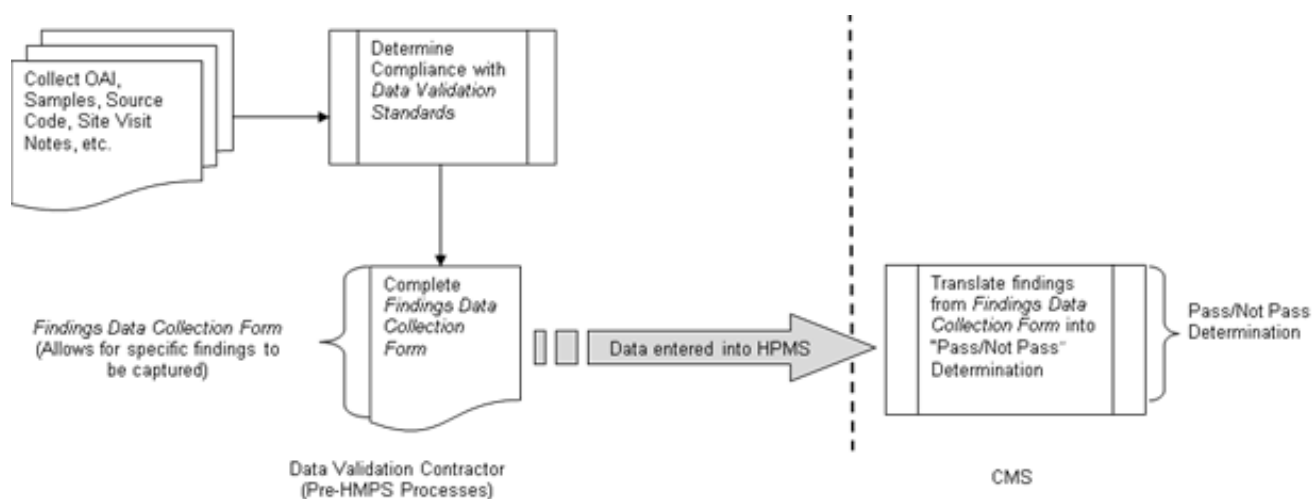 Collect OAI,
Samples, Source
Code, Site Visit
Notes, etc.
Determine
Compliance with
Data Validation
Standards
Findings Data Collection Form
(Allows for specific findings to
be captured)
Complete
Findings Data
Collection
Form
Data entered into HPMS
Translate findings
from Findings Data
Collection Form into
"Pass/Not Pass"
Determination
Pass/Not Pass
Determination
Data Validation Contractor
(Pre-HMPS Processes)
CMS